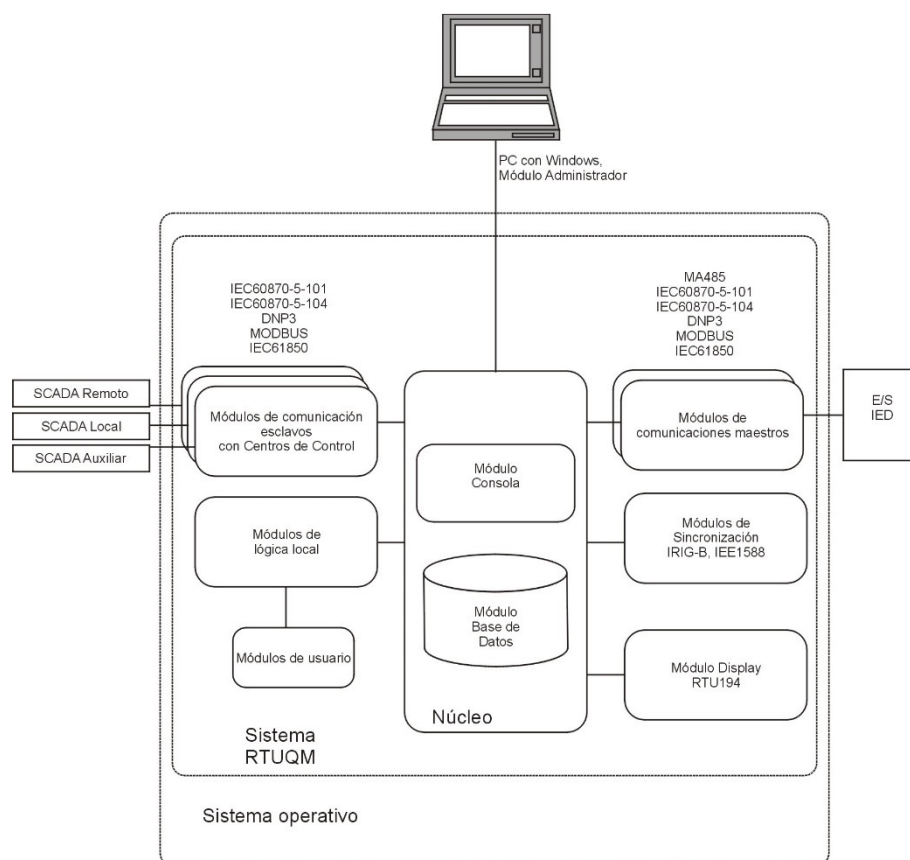 PC con Windows,
Módulo Administrador
IEC60870-5-101
IEC60870-5-104
DNP3
MODBUS
IEC61850
MA485
IEC60870-5-101
IEC60870-5-104
DNP3
MODBUS
IEC61850
SCADA Remoto
SCADA Local
SCADA Auxiliar
Módulos de comunicación
esclavos
con Centros de Control
Módulos de
comunicaciones maestros
E/S
IED
Módulo
Consola
Módulos de
lógica local
Módulos de
Sincronización
IRIG-B, IEE1588
Módulo
Base de
Datos
Módulos de usuario
Módulo Display
RTU194
Núcleo
Sistema
RTUQM
Sistema operativo